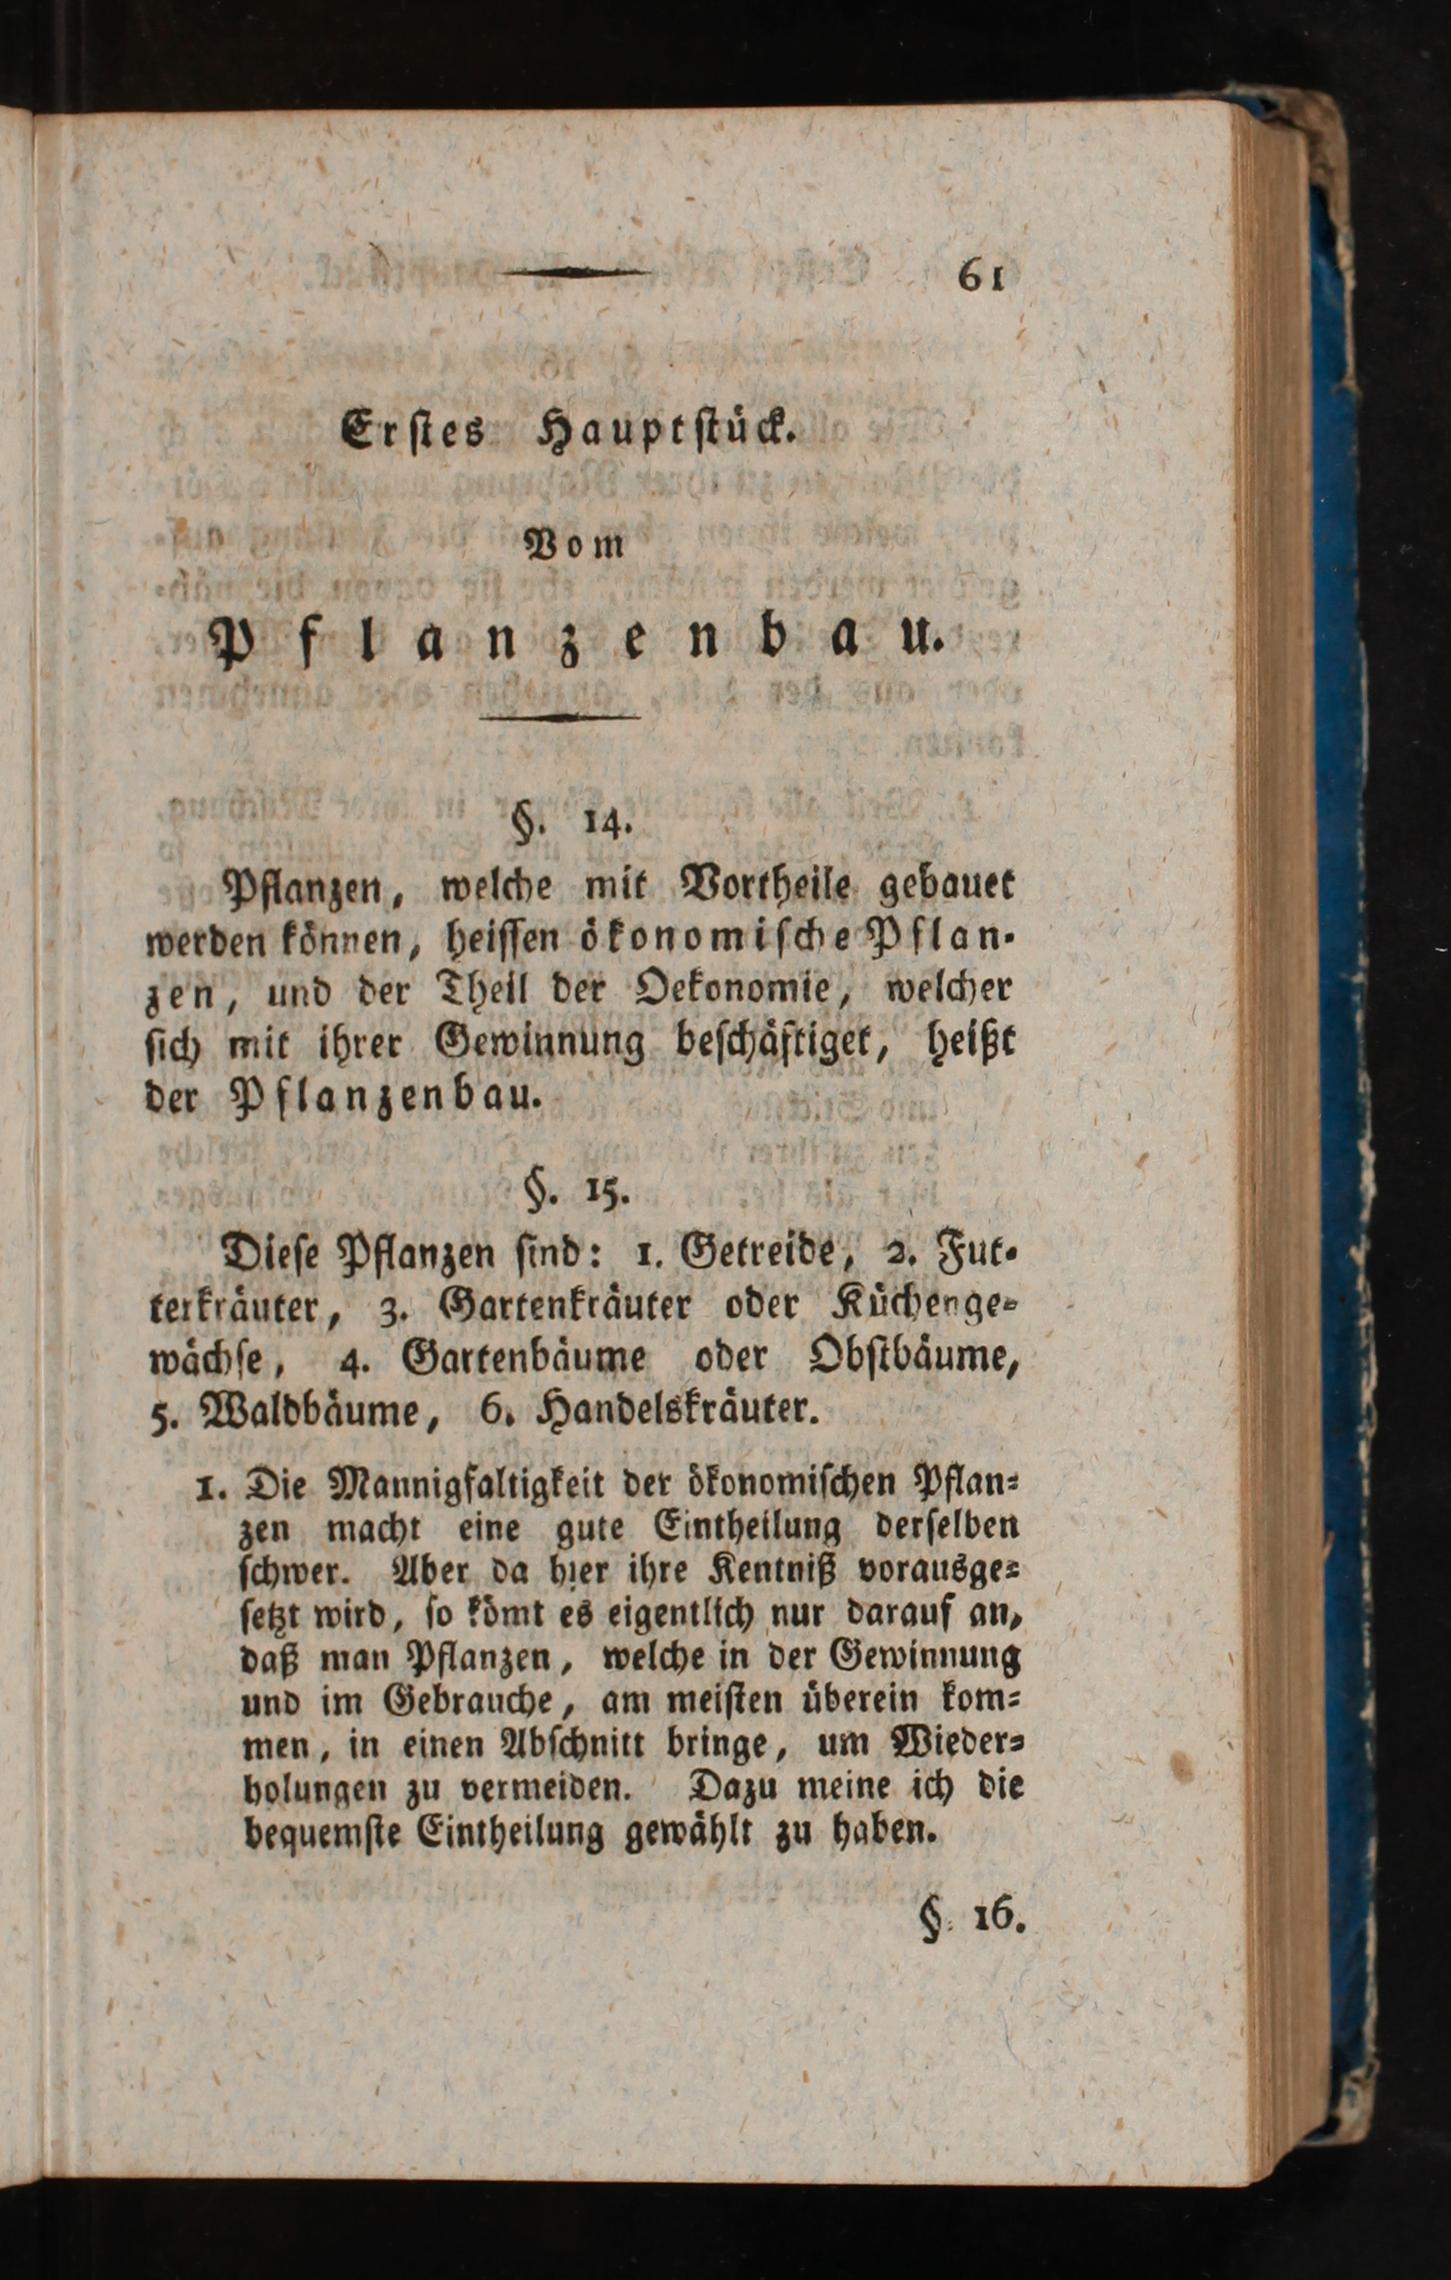 61
Erſtes Hauptſtück.
Vom
Pflanzenbau.
§. 14.
Pflanzen, welche mit Vortheile gebauet
werden können, heiſſen ökonomiſche Pflan-
zen, und der Theil der Oekonomie, welcher
ſich mit ihrer Gewinnung beſchäftiget, heißt
der Pflanzenbau.
§. 15.
Dieſe Pflanzen ſind: 1. Getreide, 2. Fut-
terkräuter, 3. Gartenkräuter oder Küchenge-
wächſe, 4. Gartenbäume oder Obſtbäume,
5. Waldbäume, 6. Handelskräuter.
1. Die Mannigfaltigkeit der ökonomiſchen Pflan-
zen macht eine gute Eintheilung derſelben
ſchwer. Aber da hier ihre Kentniß vorausge-
ſetzt wird, ſo kömt es eigentlich nur darauf an,
daß man Pflanzen, welche in der Gewinnung
und im Gebrauche, am meiſten überein kom-
men, in einen Abſchnitt bringe, um Wieder-
holungen zu vermeiden. Dazu meine ich die
bequemſte Eintheilung gewählt zu haben.
§. 16.